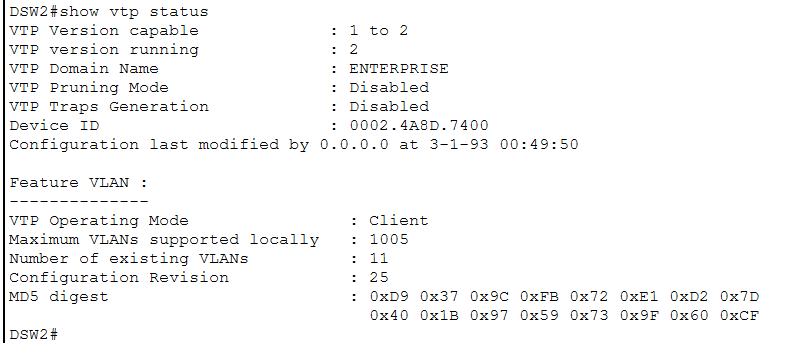 DSW2#show vtp status
VTP Version capable             : 1 to 2
VTP version running             : 2
VTP Domain Name                 : ENTERPRISE
VTP Pruning Mode                : Disabled
VTP Traps Generation            : Disabled
Device ID                       : 0002.4A8D.7400
Configuration last modified by 0.0.0.0 at 3-1-93 00:49:50

Feature VLAN :
--------------
VTP Operating Mode                : Client
Maximum VLANs supported locally   : 1005
Number of existing VLANs          : 11
Configuration Revision            : 25
MD5 digest                        : 0xD9 0x37 0x9C 0xFB 0x72 0xE1 0xD2 0x7D
                                    0x40 0x1B 0x97 0x59 0x73 0x9F 0x60 0xCF
DSW2#